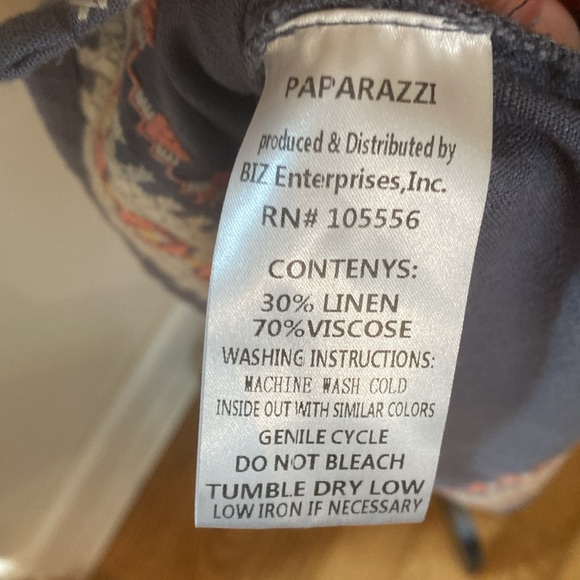 PAPARAZZI
produced & Distributed by
BIZ Enterprises,Inc.
RN# 105556
CONTENYS:
30% LINEN
70%VISCOSE
WASHING INSTRUCTIONS:
MACHINE WASH COLD
INSIDE OUT WITH SIMILAR COLORS
GENILE CYCLE
DO NOT BLEACH
TUMBLE DRY LOW
LOW IRON IF NECESSARY